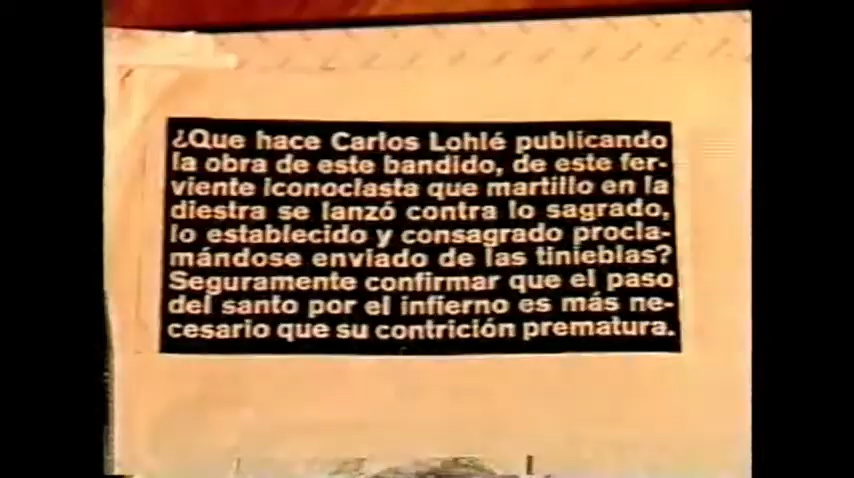 ¿Que hace Carlos Lohlé publicando
la obra de este bandido, de este fer-
viente iconoclasta que martillo en la
diestra se lanzó contra lo sagrado,
lo establecido y consagrado procla-
mándose enviado de las tinieblas?
Seguramente confirmar que el paso
del santo por el infierno es más ne-
cesario que su contrición prematura.